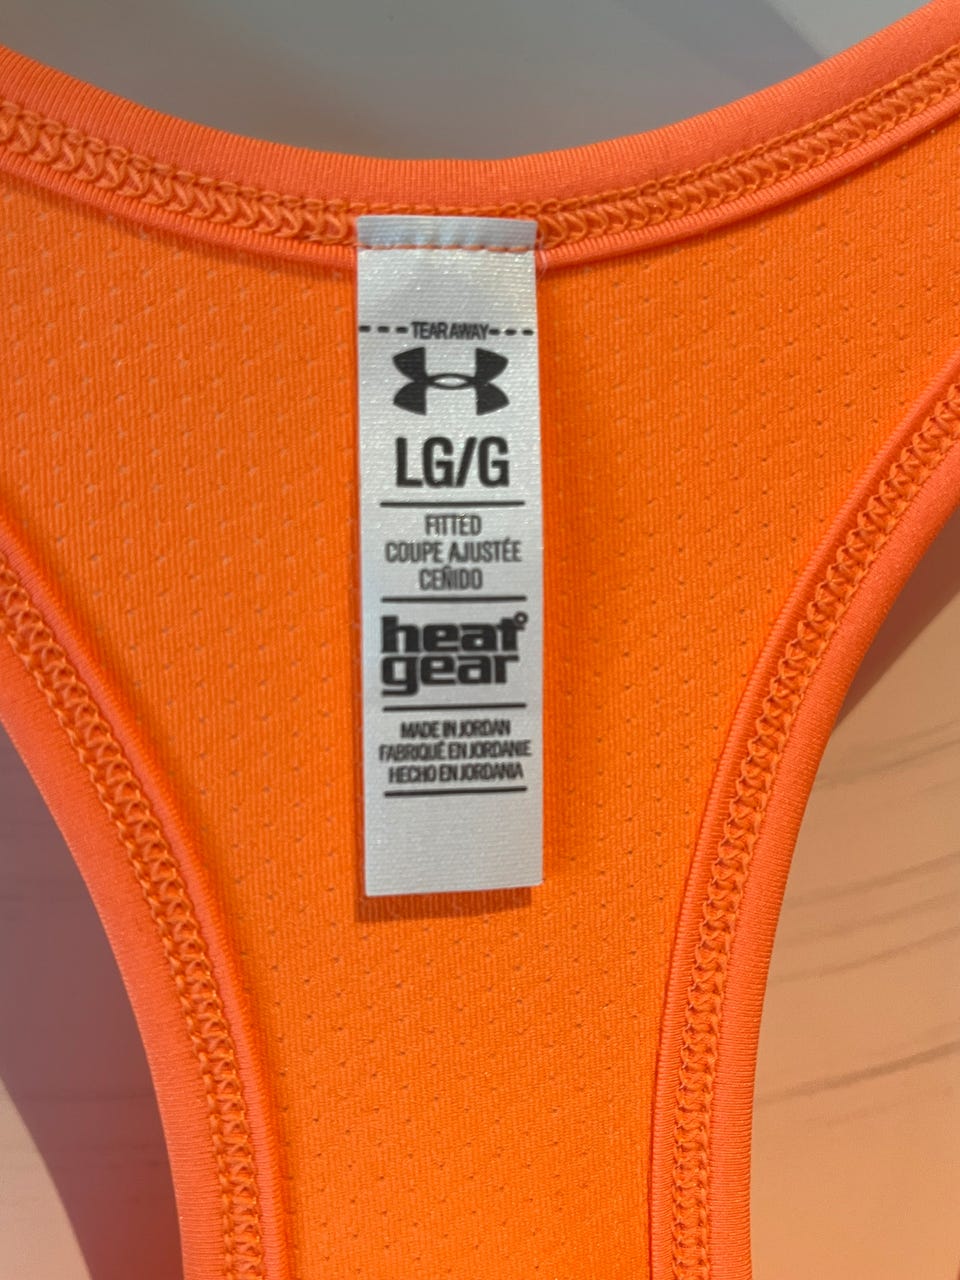 TEAR AWAY
LG/G
FITTED
COUPE AJUSTÉE
CEÑIDO
heat
gear
MADE IN JORDAN
FABRIQUÉ EN JORDANIE
HECHO EN JORDANIA